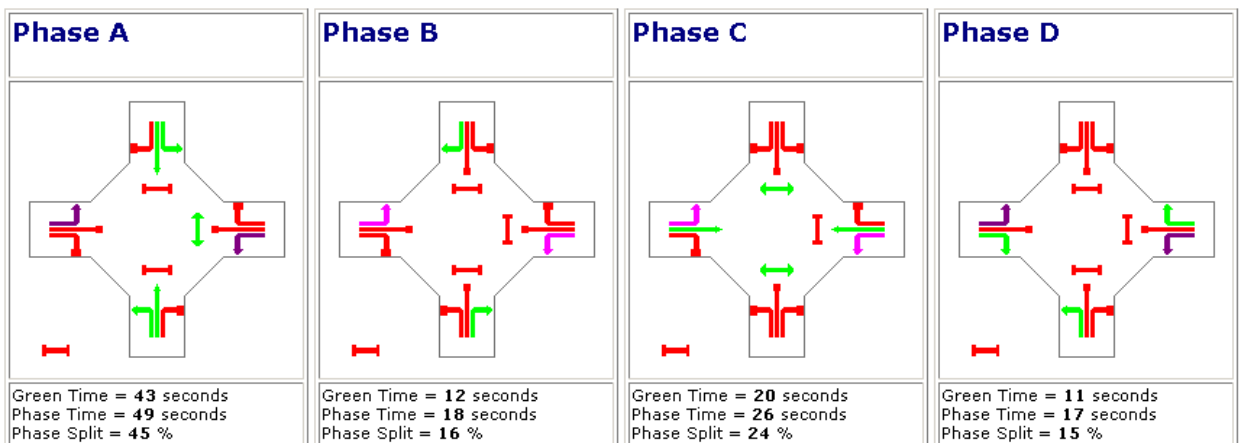 Phase A
Phase B
Phase C
Phase D
Green Time = 43 seconds
Phase Time = 49 seconds
Phase Split = 45 %
Green Time = 12 seconds
Phase Time = 18 seconds
Phase Split = 16 %
Green Time = 20 seconds
Phase Time = 26 seconds
Phase Split = 24 %
Green Time = 11 seconds
Phase Time = 17 seconds
Phase Split = 15 %